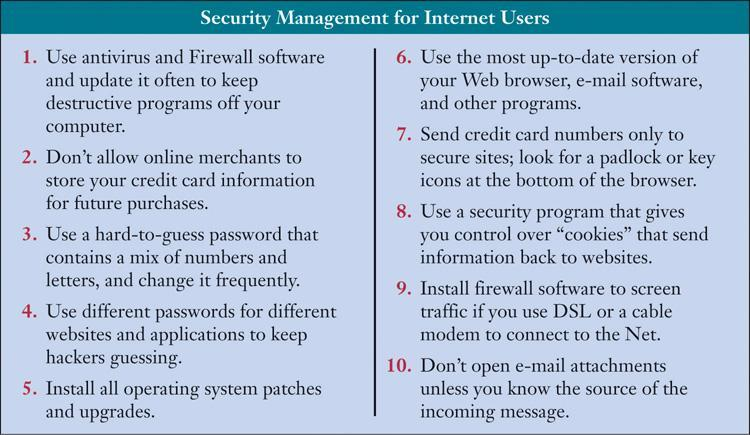 Security Management for Internet Users
1. Use antivirus and Firewall software
and update it often to keep
destructive programs off your
computer.
2. Don’t allow online merchants to
store your credit card information
for future purchases.
3. Use a hard-to-guess password that
contains a mix of numbers and
letters, and change it frequently.
4. Use different passwords for different
websites and applications to keep
hackers guessing.
5. Install all operating system patches
and upgrades.
6. Use the most up-to-date version of
your Web browser, e-mail software,
and other programs.
7. Send credit card numbers only to
secure sites; look for a padlock or key
icons at the bottom of the browser.
8. Use a security program that gives
you control over “cookies” that send
information back to websites.
9. Install firewall software to screen
traffic if you use DSL or a cable
modem to connect to the Net.
10. Don’t open e-mail attachments
unless you know the source of the
incoming message.